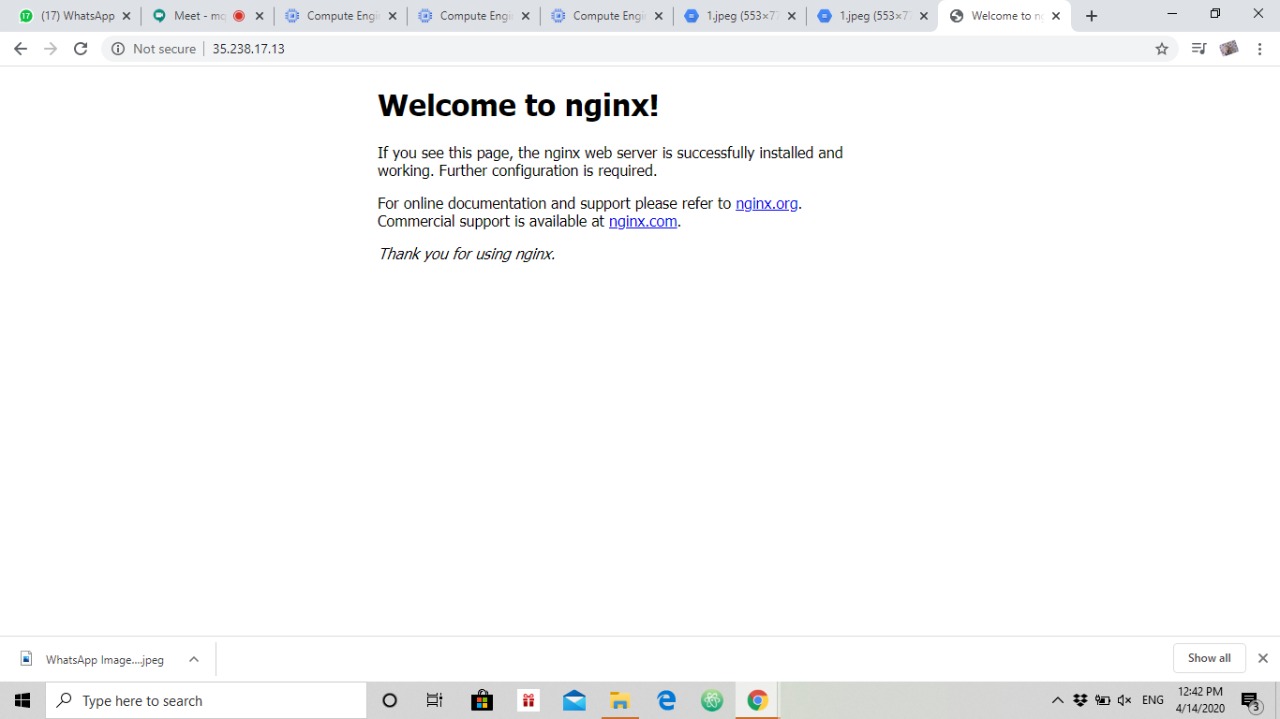 (17) WhatsApp
Meet - mq
Compute Engi
Compute Engi
Compute Engi
1.jpeg (553×77
1.jpeg (553×77
Welcome to ng
Not secure
35.238.17.13
Welcome to nginx!
If you see this page, the nginx web server is successfully installed and
working. Further configuration is required.
For online documentation and support please refer to nginx.org.
Commercial support is available at nginx.com.
Thank you for using nginx.
WhatsApp Image....jpeg
Show all
Type here to search
ENG
12:42 PM
4/14/2020
3